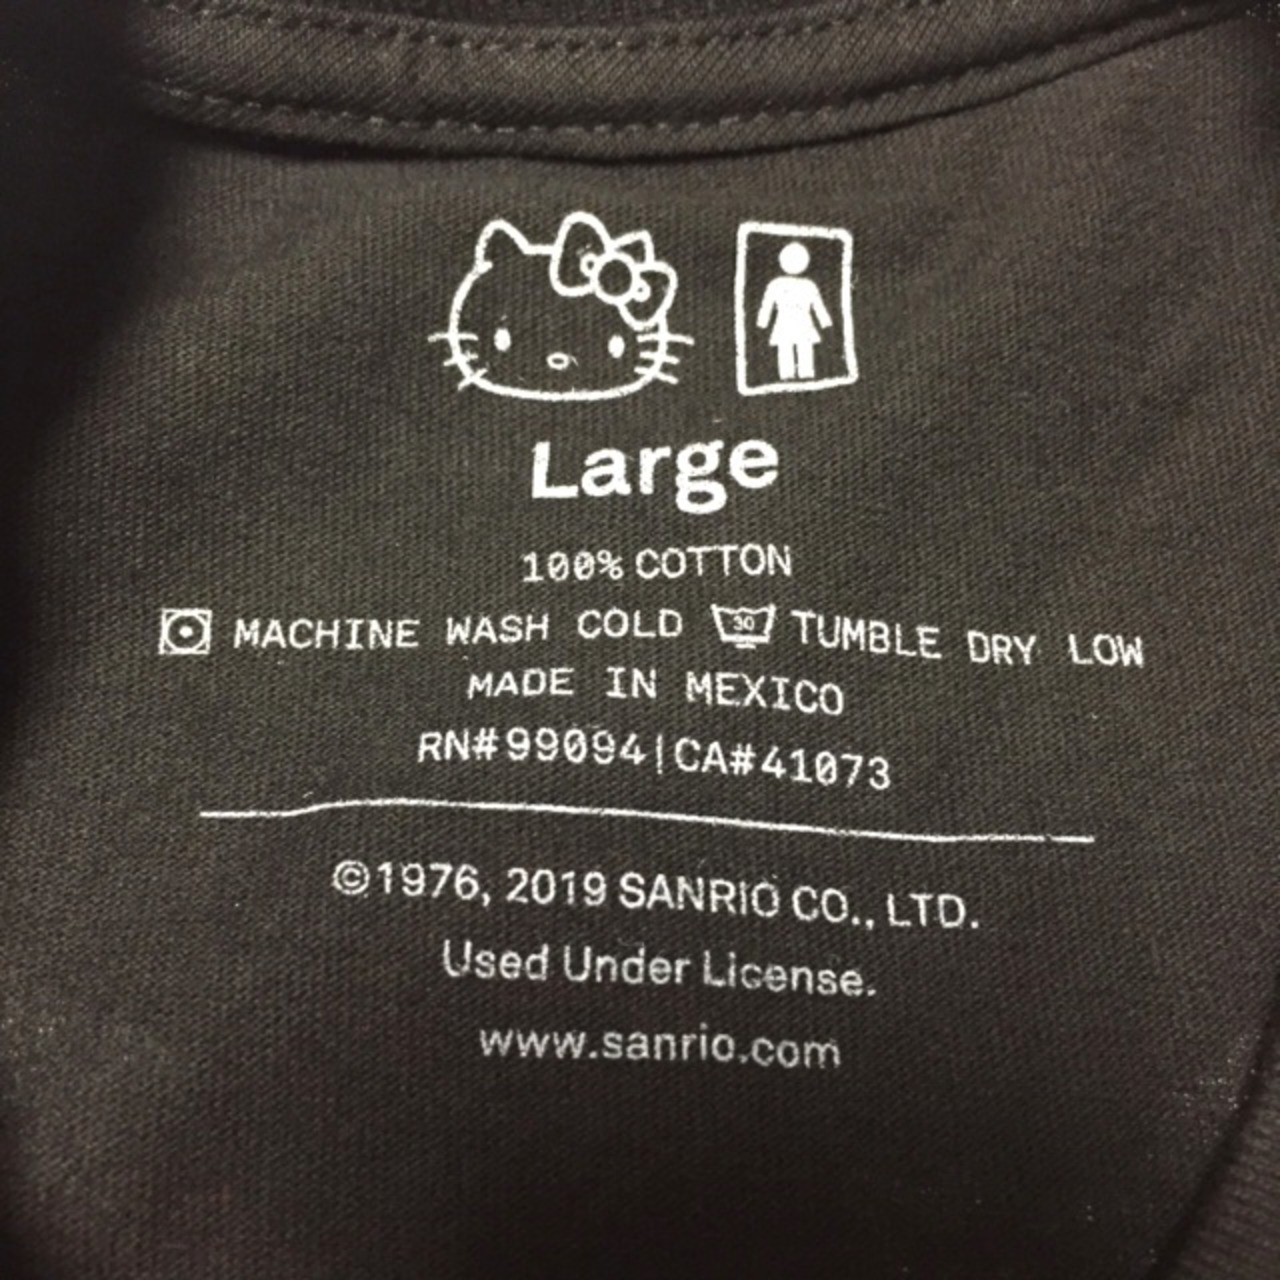 Large
100% COTTON
MACHINE WASH COLD 30 TUMBLE DRY LOW
MADE IN MEXICO
RN#99094|CA#41073
©1976, 2019 SANRIO CO., LTD.
Used Under License.
www.sanrio.com